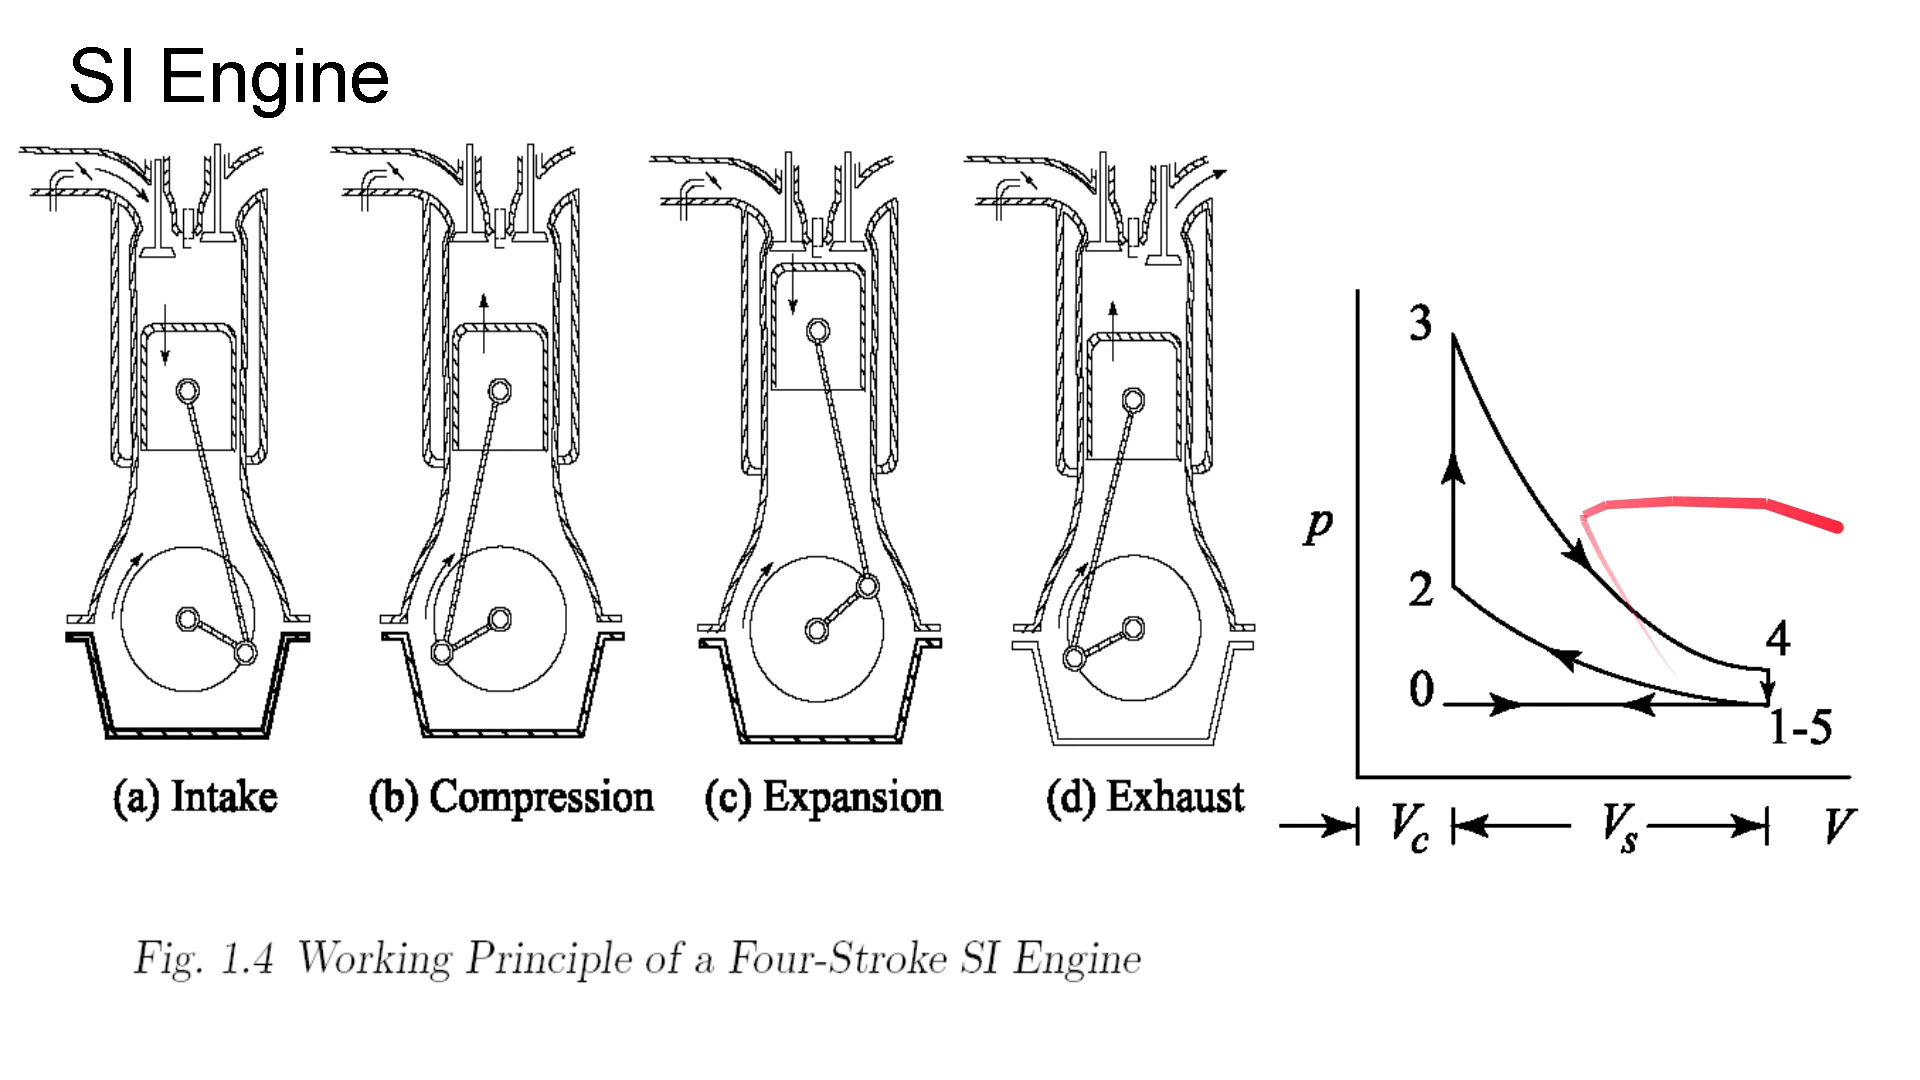 SI Engine
3
p
2
4
0
1-5
V_c V_s V
(a) Intake (b) Compression (c) Expansion (d) Exhaust
Fig. 1.4 Working Principle of a Four-Stroke SI Engine